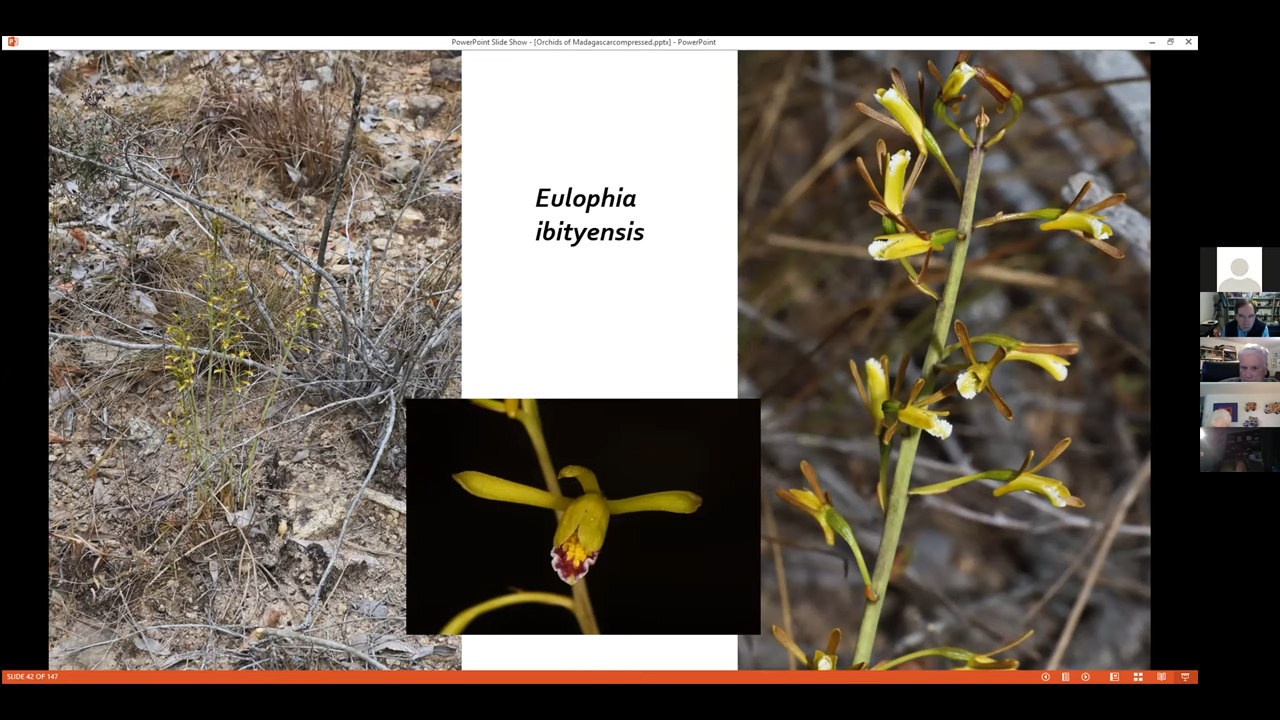 PowerPoint Slide Show - [Orchids of Madagascarcompressed.pptx] - PowerPoint
Eulophia
ibityensis
SLIDE 42 OF 147